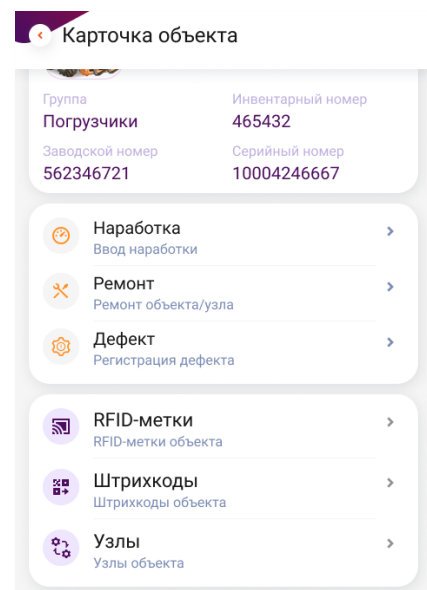 Карточка объекта
Группа Инвентарный номер
Погрузчики 465432
Заводской номер Серийный номер
562346721 10004246667
Наработка
Ввод наработки
Ремонт
Ремонт объекта/узла
Дефект
Регистрация дефекта
RFID-метки
RFID-метки объекта
Штрихкоды
Штрихкоды объекта
Узлы
Узлы объекта